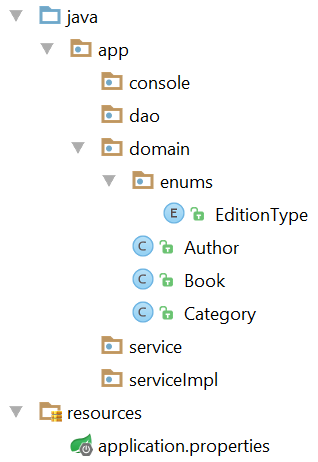 java
app
console
dao
domain
enums
E EditionType
C Author
C Book
C Category
service
serviceImpl
resources
application.properties